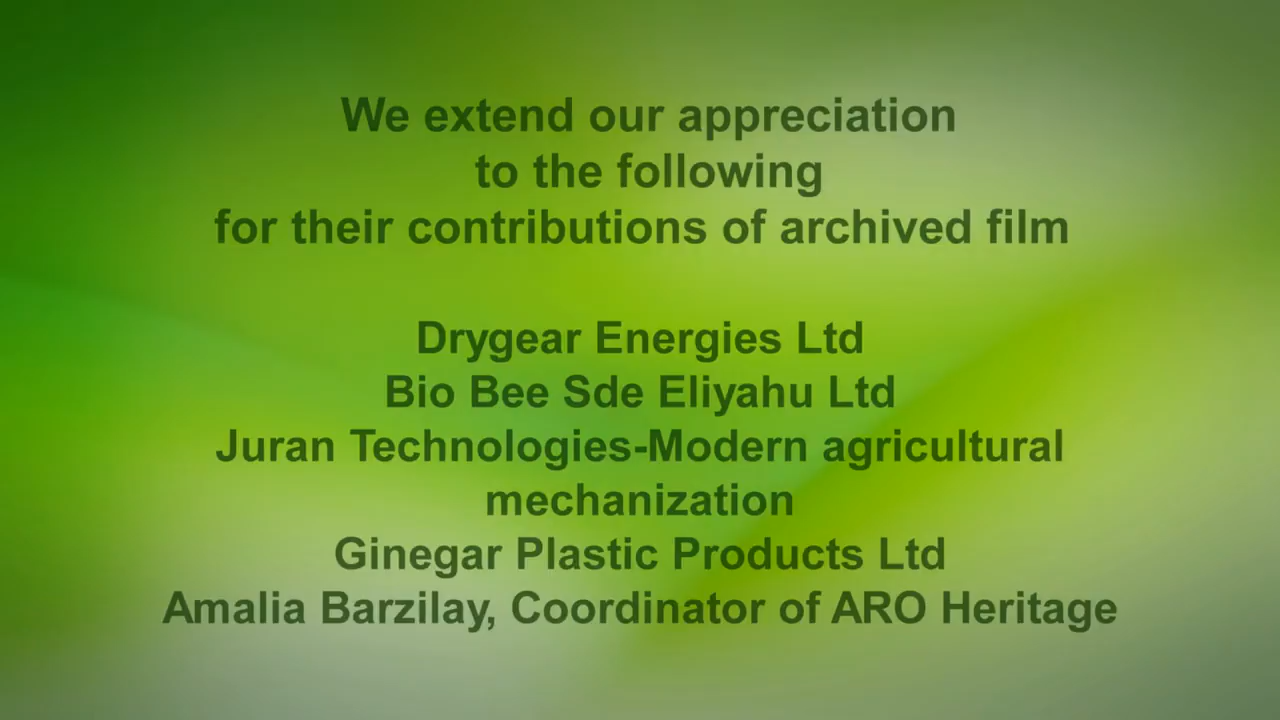 We extend our appreciation
to the following
for their contributions of archived film
Drygear Energies Ltd
Bio Bee Sde Eliyahu Ltd
Juran Technologies-Modern agricultural
mechanization
Ginegar Plastic Products Ltd
Amalia Barzilay, Coordinator of ARO Heritage